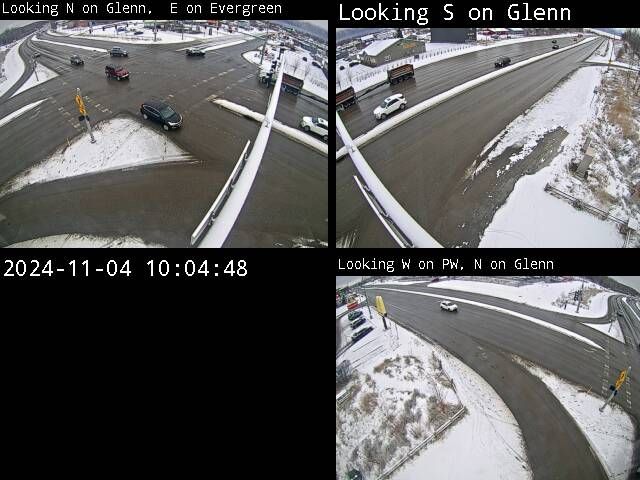 Looking N on Glenn,  E on Evergreen
Looking S on Glenn
2024-11-04 10:04:48
Looking W on PW, N on Glenn